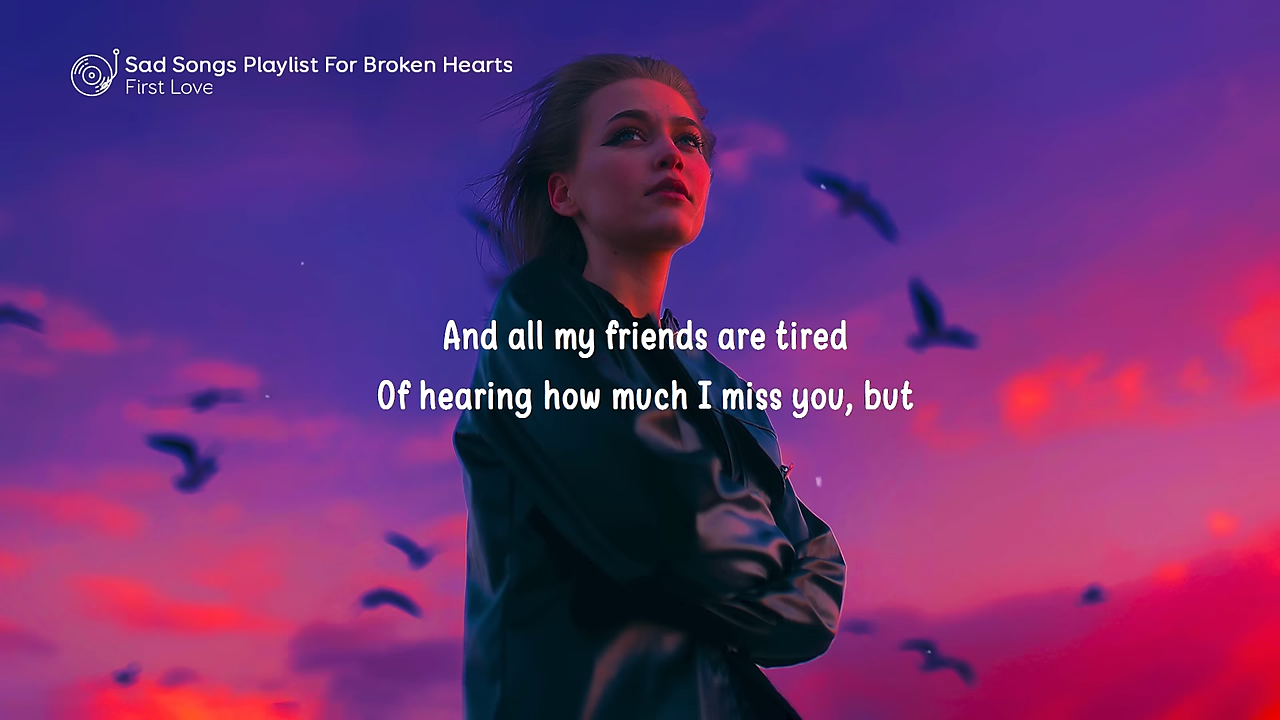 Sad Songs Playlist For Broken Hearts
First Love
And all my friends are tired
Of hearing how much I miss you, but